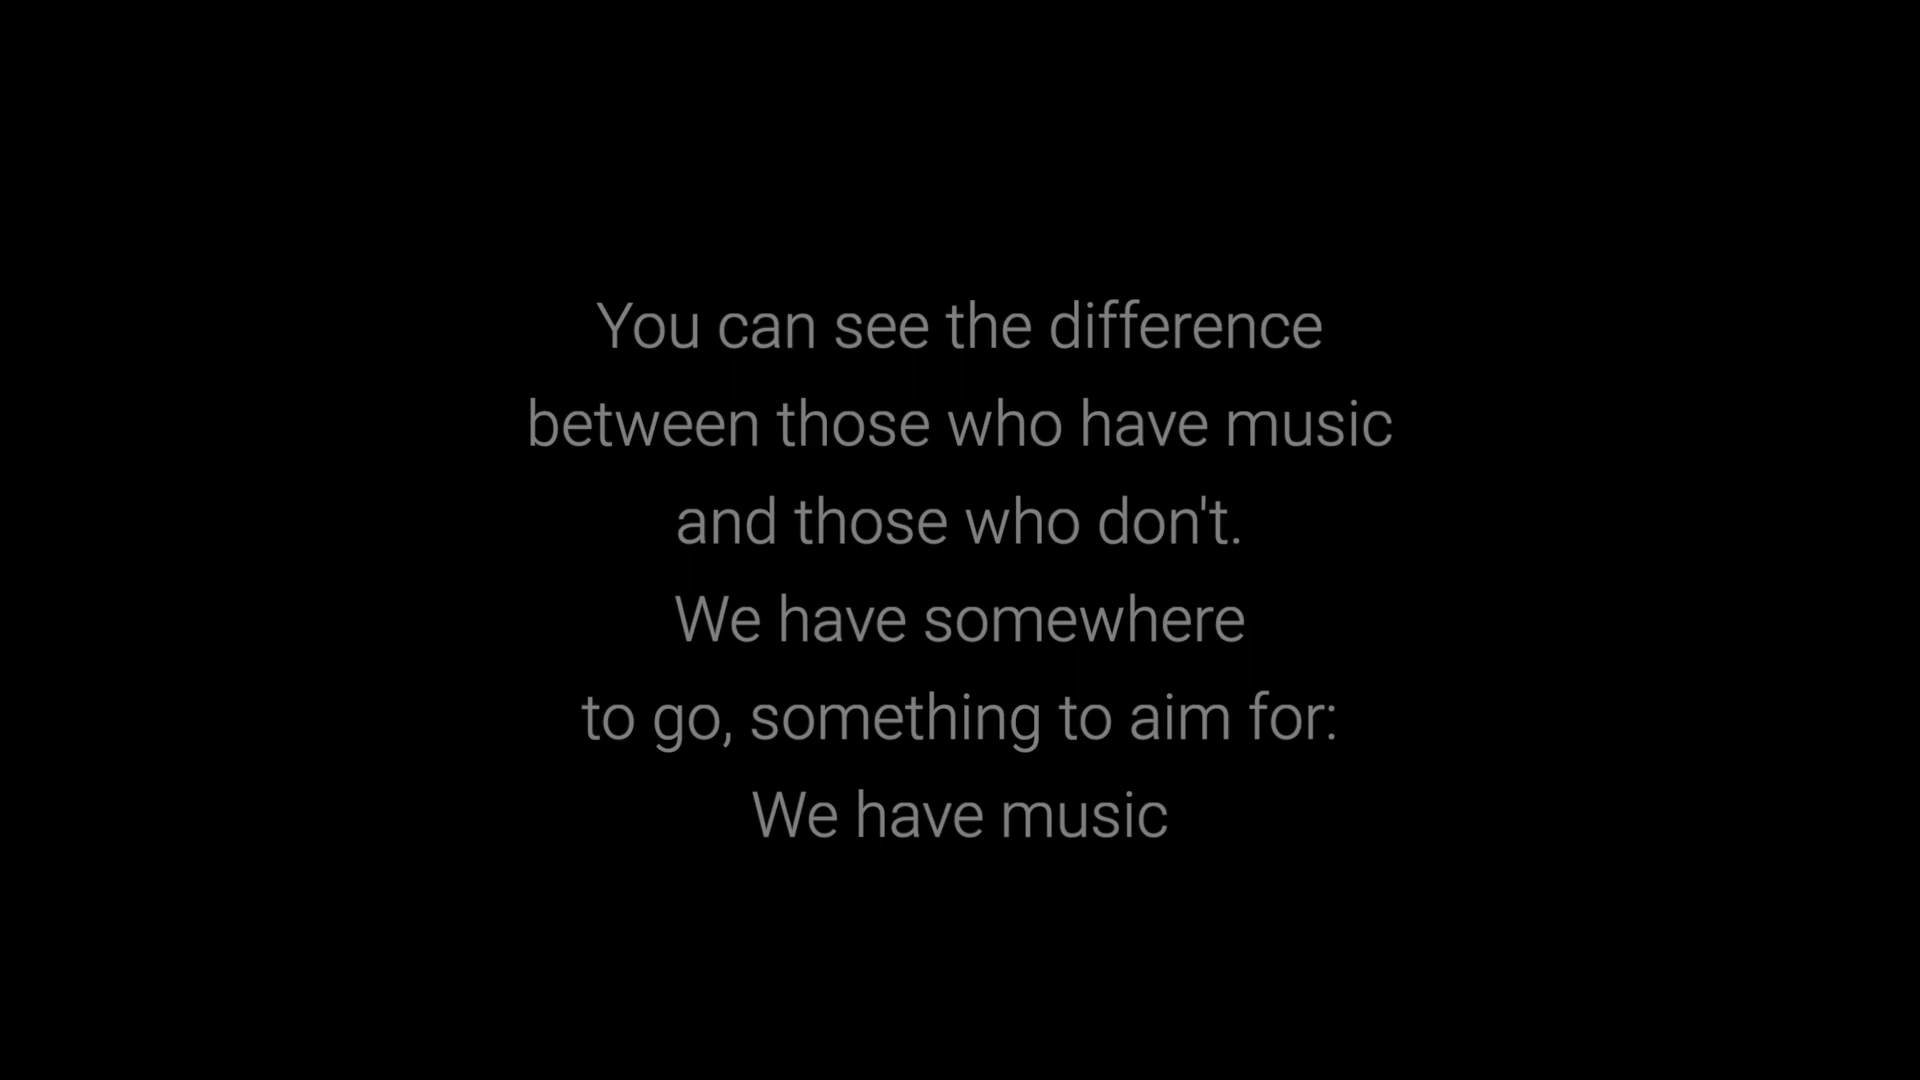 You can see the difference
between those who have music
and those who don't.
We have somewhere
to go, something to aim for:
We have music